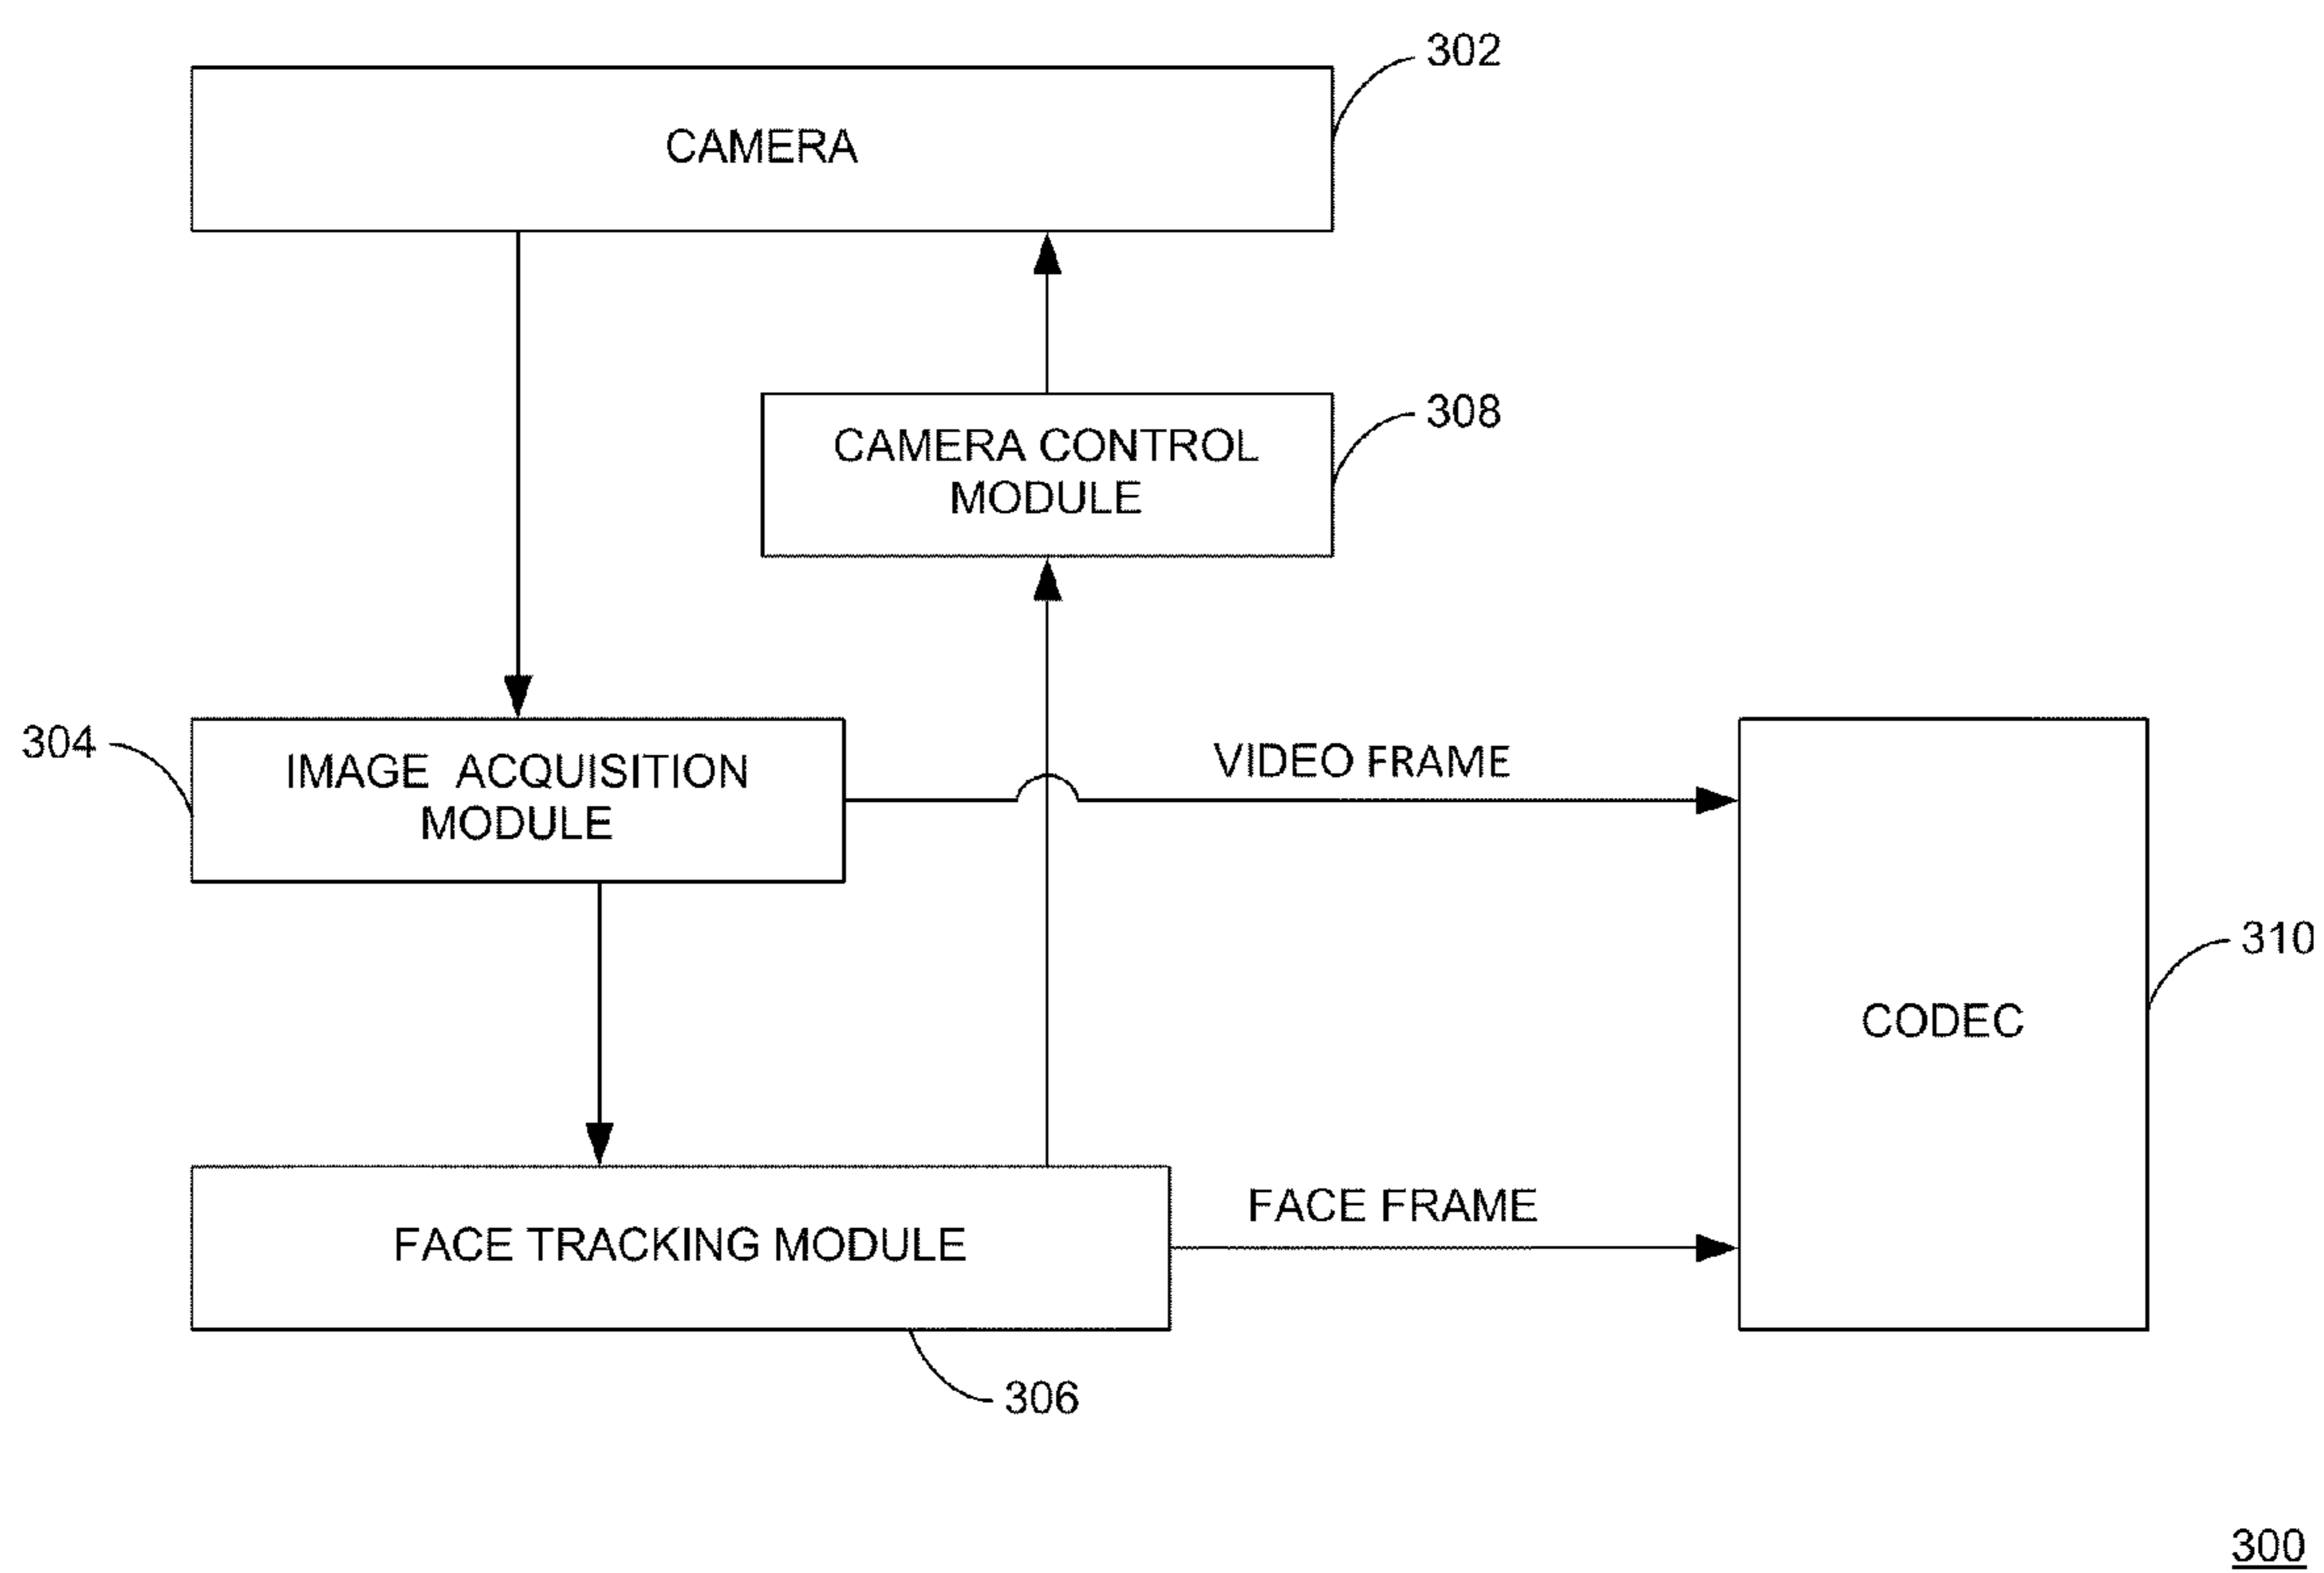 302
CAMERA
308
CAMERA CONTROL
MODULE
304
IMAGE ACQUISITION
MODULE
VIDEO FRAME
310
CODEC
FACE FRAME
FACE TRACKING MODULE
306
300